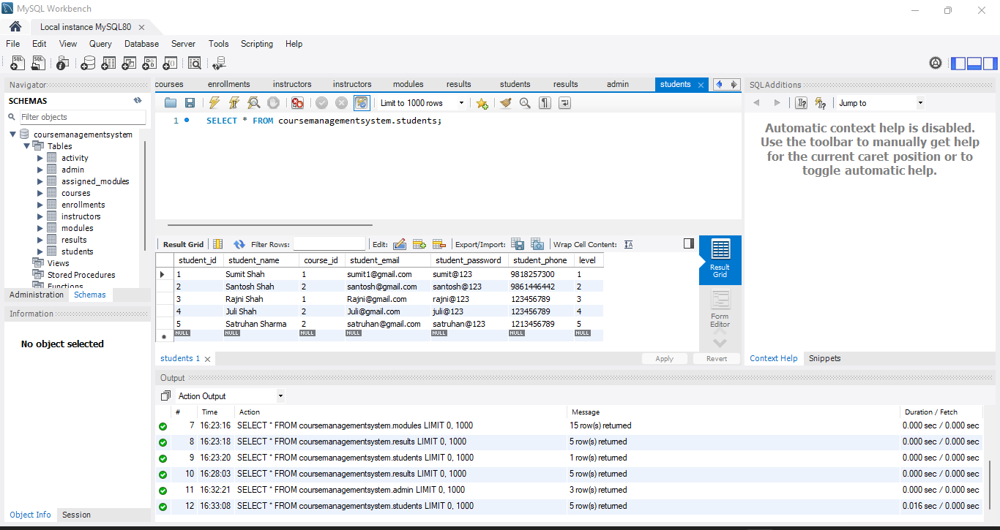 MySQL Workbench
Local instance MySQL80
File Edit View Query Database Server Tools Scripting Help
Navigator
SCHEMAS
Filter objects
coursemanagementsystem
Tables
activity
admin
assigned_modules
courses
enrollments
instructors
modules
results
students
Views
Stored Procedures
Functions
Administration Schemas
Information
No object selected
Object Info Session
courses enrollments instructors instructors modules results students results admin students
Limit to 1000 rows
1 SELECT * FROM coursemanagementsystem.students;
Result Grid Filter Rows: Edit: Export/Import: Wrap Cell Content:
student_id student_name course_id student_email student_password student_phone level
1 Sumit Shah 1 sumit1@gmail.com sumit@123 9818257300 1
2 Santosh Shah 2 santosh@gmail.com santosh@123 9861446442 2
3 Rajni Shah 1 Rajni@gmail.com rajni@123 123456789 3
4 Juli Shah 2 Juli@gmail.com juli@123 123456789 4
5 Satruhan Sharma 2 satruhan@gmail.com satruhan@123 1213456789 5
NULL NULL NULL NULL NULL NULL NULL
Result
Grid
Form
Editor
students 1 Apply Revert
SQLAdditions
Jump to
Automatic context help is disabled.
Use the toolbar to manually get help
for the current caret position or to
toggle automatic help.
Context Help Snippets
Output
Action Output
# Time Action Message Duration / Fetch
7 16:23:16 SELECT * FROM coursemanagementsystem.modules LIMIT 0, 1000 15 row(s) returned 0.000 sec / 0.000 sec
8 16:23:18 SELECT * FROM coursemanagementsystem.results LIMIT 0, 1000 5 row(s) returned 0.000 sec / 0.000 sec
9 16:23:20 SELECT * FROM coursemanagementsystem.students LIMIT 0, 1000 1 row(s) returned 0.000 sec / 0.000 sec
10 16:28:03 SELECT * FROM coursemanagementsystem.results LIMIT 0, 1000 5 row(s) returned 0.000 sec / 0.000 sec
11 16:32:21 SELECT * FROM coursemanagementsystem.admin LIMIT 0, 1000 3 row(s) returned 0.000 sec / 0.000 sec
12 16:33:08 SELECT * FROM coursemanagementsystem.students LIMIT 0, 1000 5 row(s) returned 0.016 sec / 0.000 sec